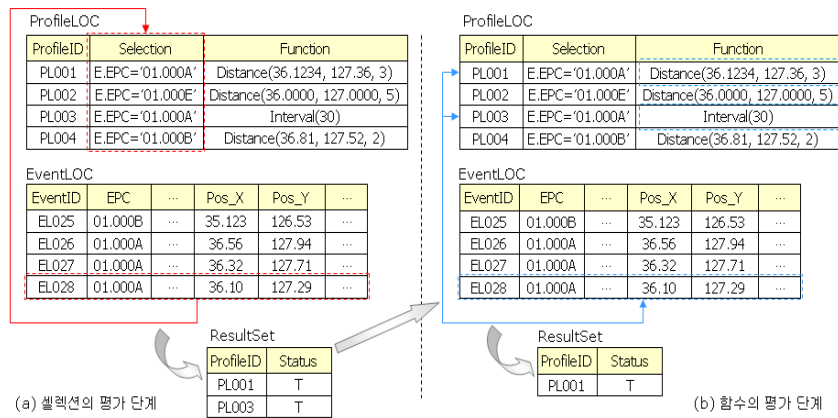 ProfileLOC
ProfileID Selection Function
PL001 E.EPC='01.000A' Distance(36.1234, 127.36, 3)
PL002 E.EPC='01.000E' Distance(36.0000, 127.0000, 5)
PL003 E.EPC='01.000A' Interval(30)
PL004 E.EPC='01.000B' Distance(36.81, 127.52, 2)
EventLOC
EventID EPC ... Pos_X Pos_Y ...
EL025 01.000B ... 35.123 126.53 ...
EL026 01.000A ... 36.56 127.94 ...
EL027 01.000A ... 36.32 127.71 ...
EL028 01.000A ... 36.10 127.29 ...
ResultSet
ProfileID Status
PL001 T
PL003 T
(a) 셀렉션의 평가 단계
ProfileLOC
ProfileID Selection Function
PL001 E.EPC='01.000A' Distance(36.1234, 127.36, 3)
PL002 E.EPC='01.000E' Distance(36.0000, 127.0000, 5)
PL003 E.EPC='01.000A' Interval(30)
PL004 E.EPC='01.000B' Distance(36.81, 127.52, 2)
EventLOC
EventID EPC ... Pos_X Pos_Y ...
EL025 01.000B ... 35.123 126.53 ...
EL026 01.000A ... 36.56 127.94 ...
EL027 01.000A ... 36.32 127.71 ...
EL028 01.000A ... 36.10 127.29 ...
ResultSet
ProfileID Status
PL001 T
(b) 함수의 평가 단계